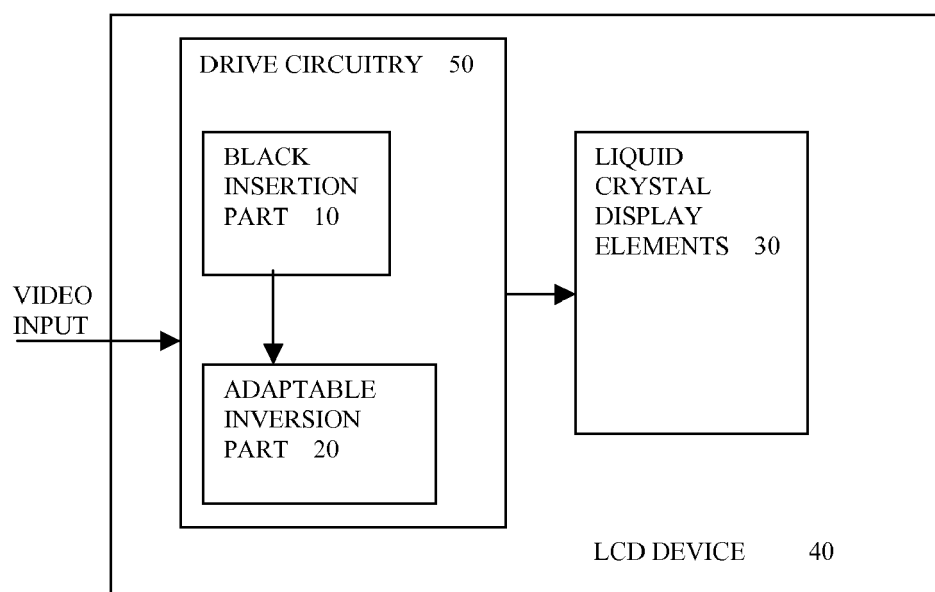 DRIVE CIRCUITRY 50
BLACK
INSERTION
PART 10
LIQUID
CRYSTAL
DISPLAY
ELEMENTS 30
VIDEO
INPUT
ADAPTABLE
INVERSION
PART 20
LCD DEVICE 40